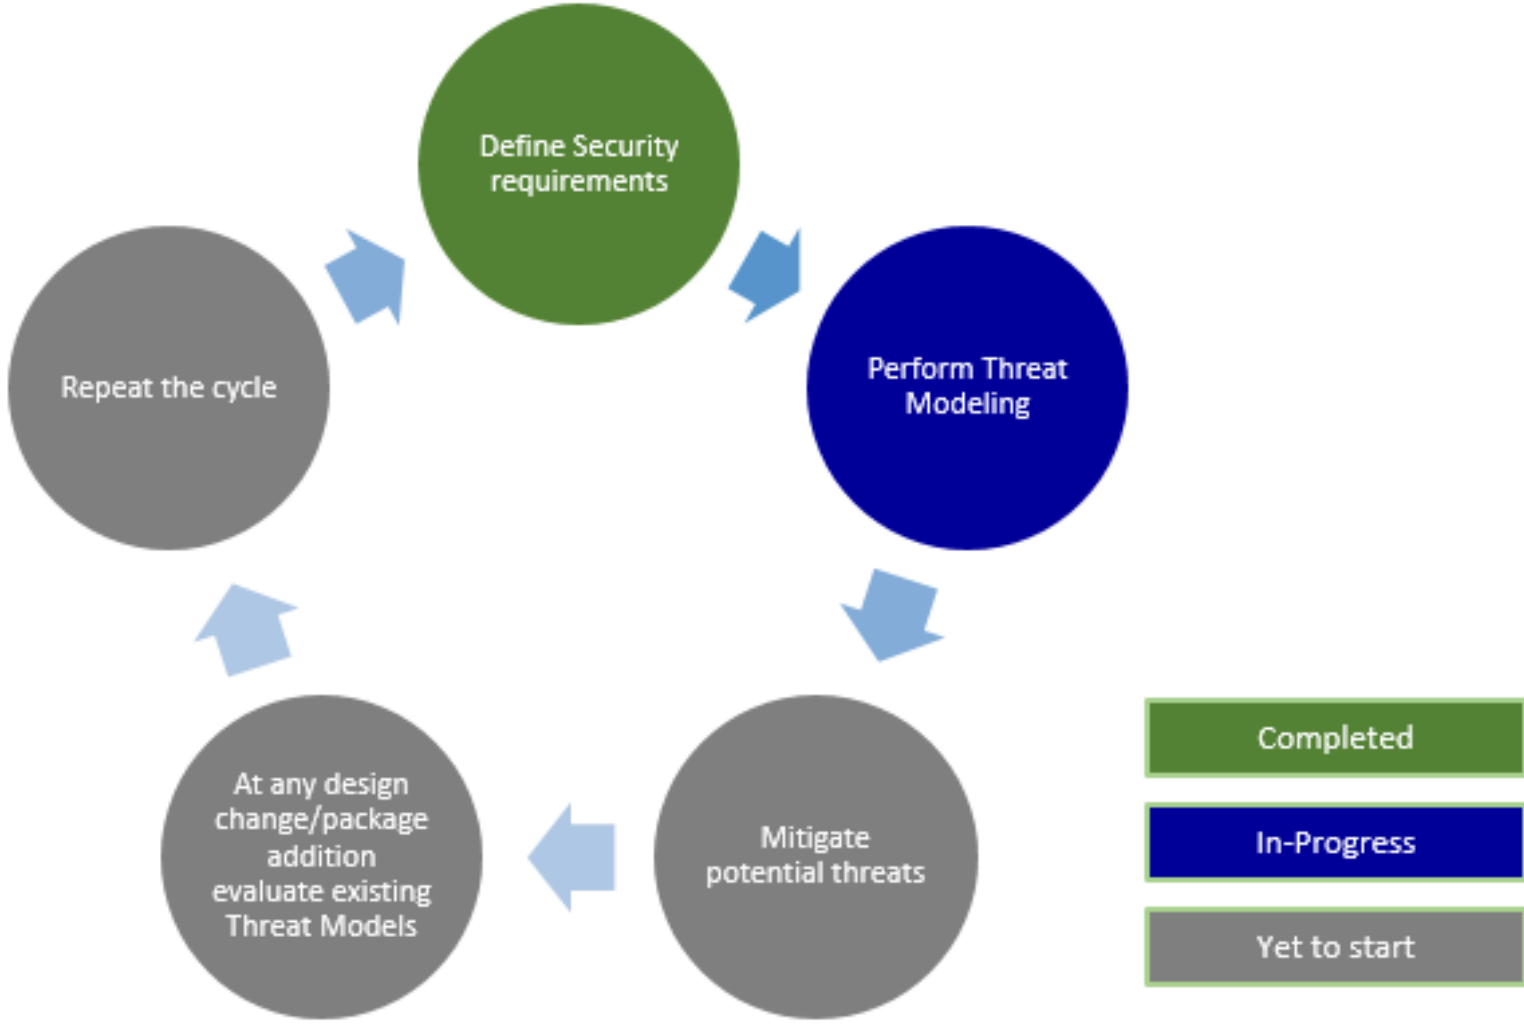 Define Security
requirements
Perform Threat
Modeling
Mitigate
potential threats
At any design
change/package
addition
evaluate existing
Threat Models
Repeat the cycle
Completed
In-Progress
Yet to start